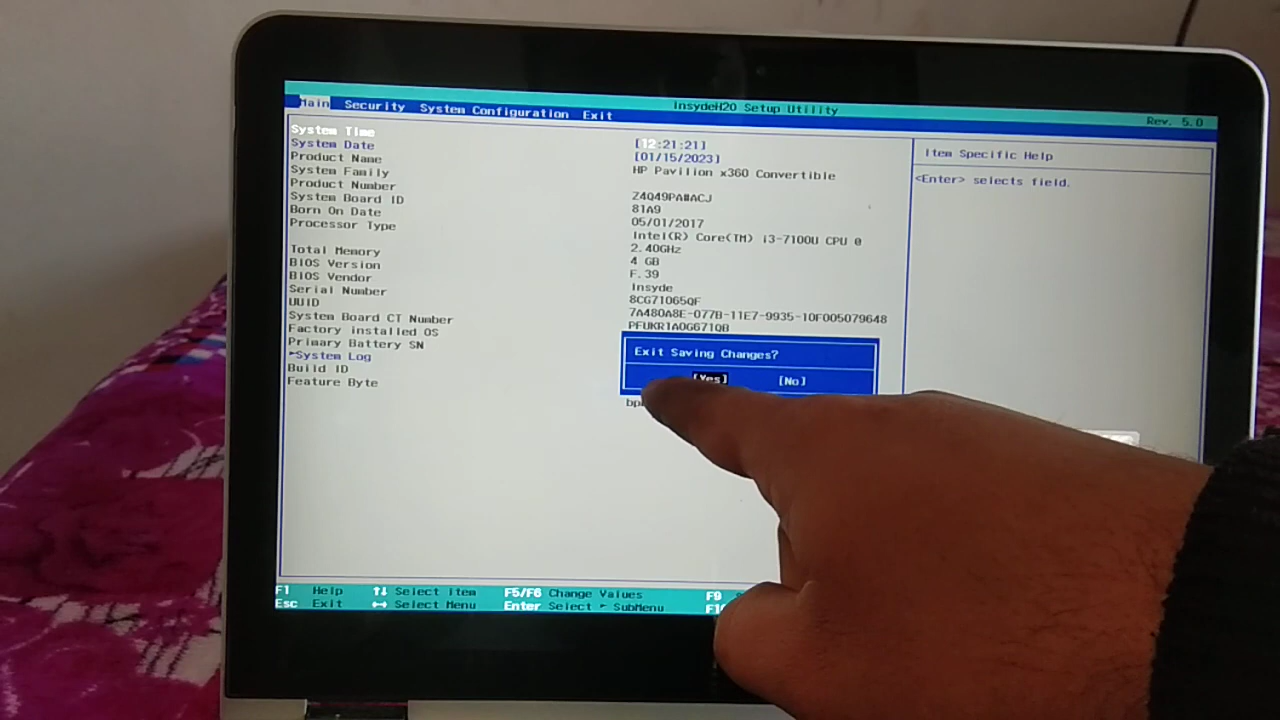 InsydeH20 Setup Utility
Rev. 5.0
Main Security System Configuration Exit
System Time [12:21:21]
System Date [01/15/2023]
Product Name HP Pavilion x360 Convertible
System Family
Product Number Z4Q49PA#ACJ
System Board ID 81A9
Born On Date 05/01/2017
Processor Type Intel(R) Core(TM) i3-7100U CPU @
2.40GHz
Total Memory 4 GB
BIOS Version F.39
BIOS Vendor Insyde
Serial Number 8CG71065QF
UUID 7A480A8E-077B-11E7-9935-10F005079648
System Board CT Number PFUKR1A0G671QB
Factory installed OS
Primary Battery SN
►System Log
Build ID
Feature Byte
Item Specific Help
<Enter> selects field.
Exit Saving Changes?
[Yes] [No]
F1 Help ↑↓ Select Item F5/F6 Change Values F9
Esc Exit ↔ Select Menu Enter Select ► SubMenu